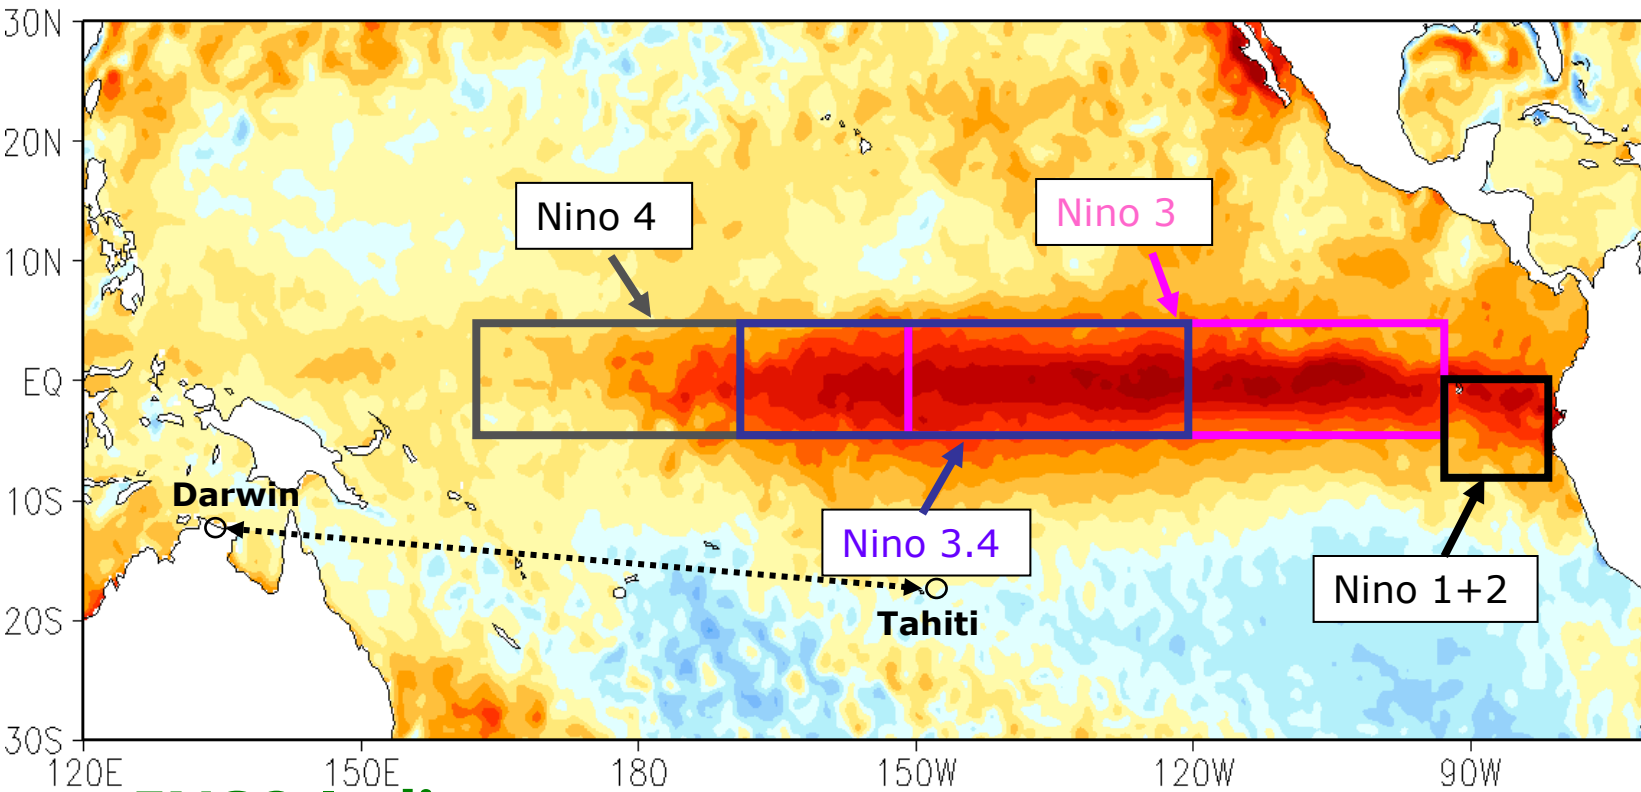 30N
20N
Nino 4
Nino 3
10N
EQ
10S
Darwin
Nino 3.4
Nino 1+2
20S
Tahiti
30S
120E 150E 180 150W 120W 90W